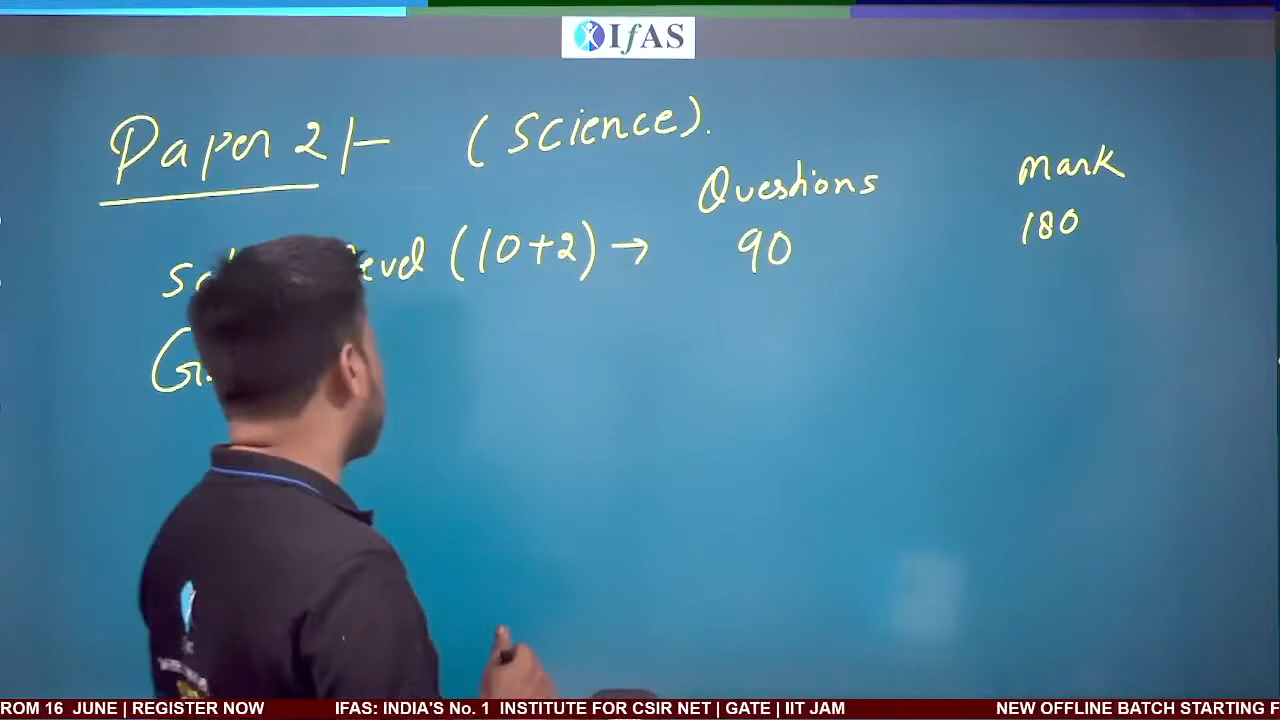 IfAS
Paper 2 :- (Science).
Questions mark
level (10+2) → 90 180
ROM 16 JUNE | REGISTER NOW IFAS: INDIA'S No. 1 INSTITUTE FOR CSIR NET | GATE | IIT JAM NEW OFFLINE BATCH STARTING F